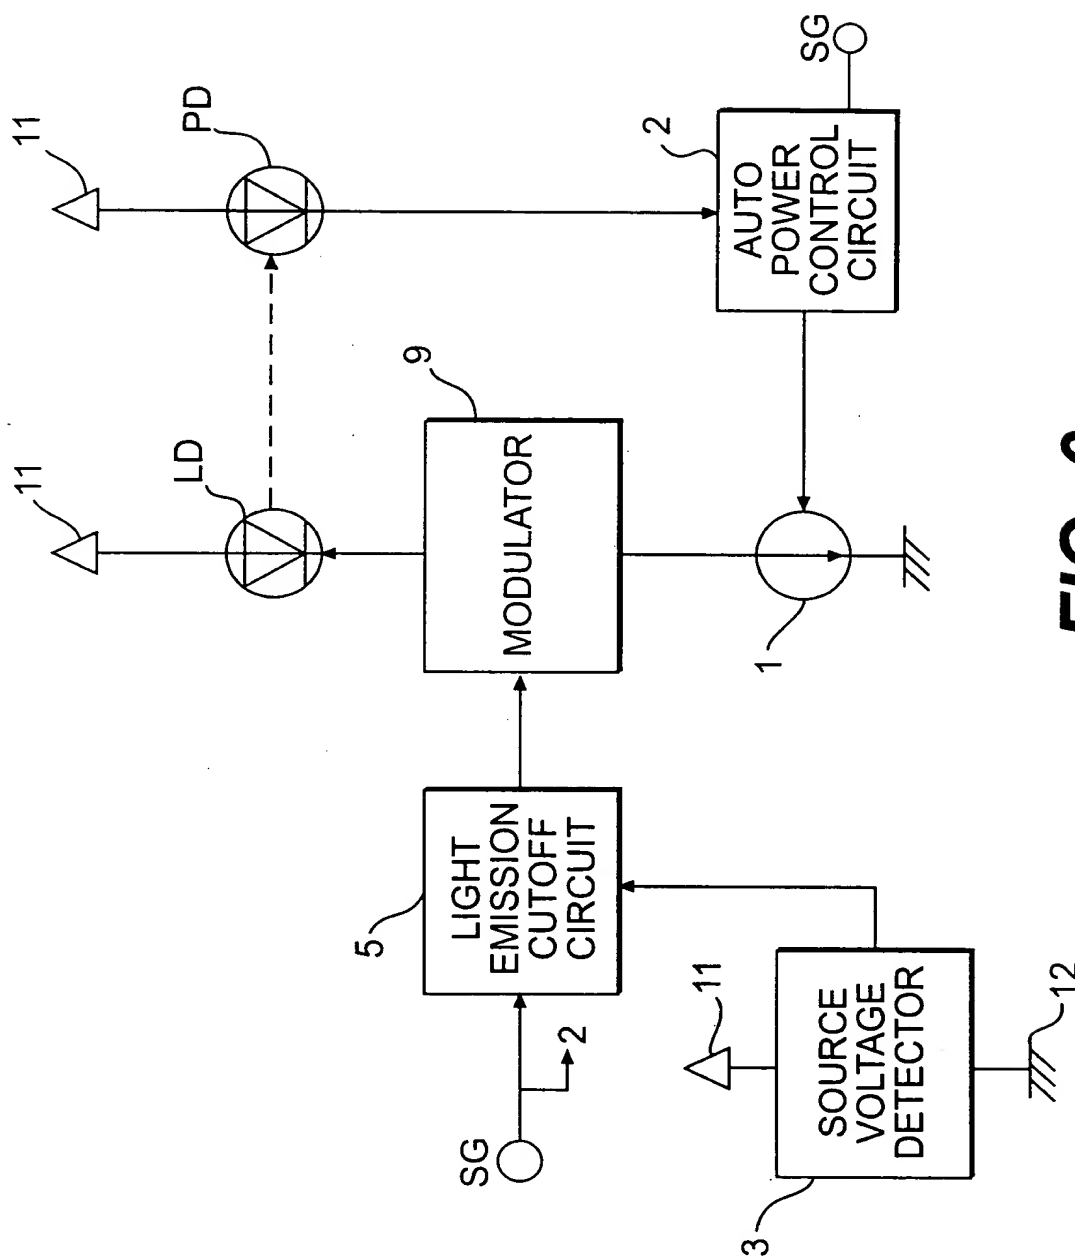 11
11
LD
PD
5
9
SG
LIGHT
EMISSION
CUTOFF
CIRCUIT
MODULATOR
2
11
2
3
1
SOURCE
VOLTAGE
DETECTOR
AUTO
POWER
CONTROL
CIRCUIT
SG
12
FIG.